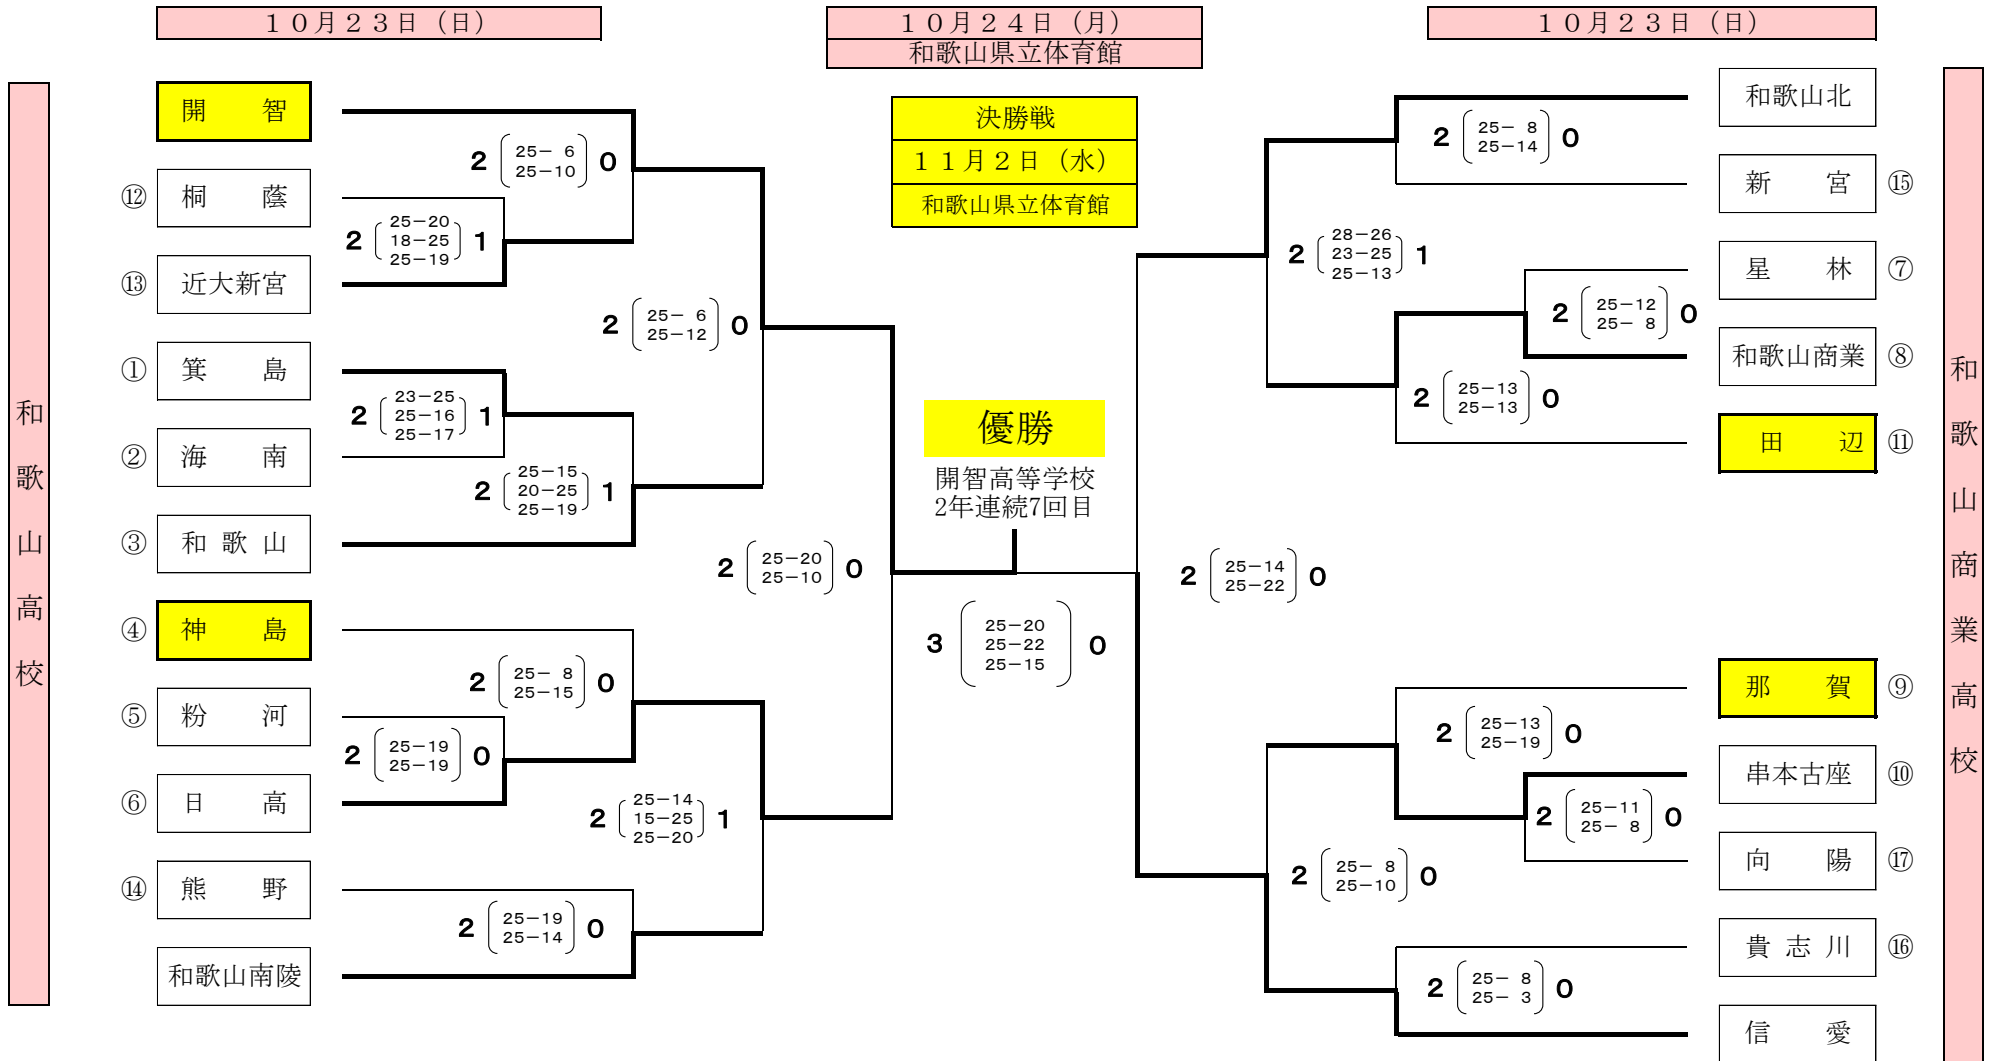 １０月２３日（日）
１０月２４日（月）
和歌山県立体育館
１０月２３日（日）
和歌山高校
開智
⑫ 桐蔭
⑬ 近大新宮
① 箕島
② 海南
③ 和歌山
④ 神島
⑤ 粉河
⑥ 日高
⑭ 熊野
和歌山南陵
2 25－ 6 0
25－10
25－20
2 18－25 1
25－19
2 25－ 6 0
25－12
23－25
2 25－16 1
25－17
25－15
2 20－25 1
25－19
2 25－20 0
25－10
2 25－ 8 0
25－15
2 25－19 0
25－19
25－14
2 15－25 1
25－20
2 25－19 0
25－14
決勝戦
１１月２日（水）
和歌山県立体育館
優勝
開智高等学校
2年連続7回目
25－20
3 25－22 0
25－15
2 25－ 8 0
25－14
28－26
2 23－25 1
25－13
2 25－12 0
25－ 8
2 25－13 0
25－13
2 25－14 0
25－22
2 25－13 0
25－19
2 25－11 0
25－ 8
2 25－ 8 0
25－10
2 25－ 8 0
25－ 3
和歌山北
新宮 ⑮
星林 ⑦
和歌山商業 ⑧
田辺 ⑪
那賀 ⑨
串本古座 ⑩
向陽 ⑰
貴志川 ⑯
信愛
和歌山商業高校